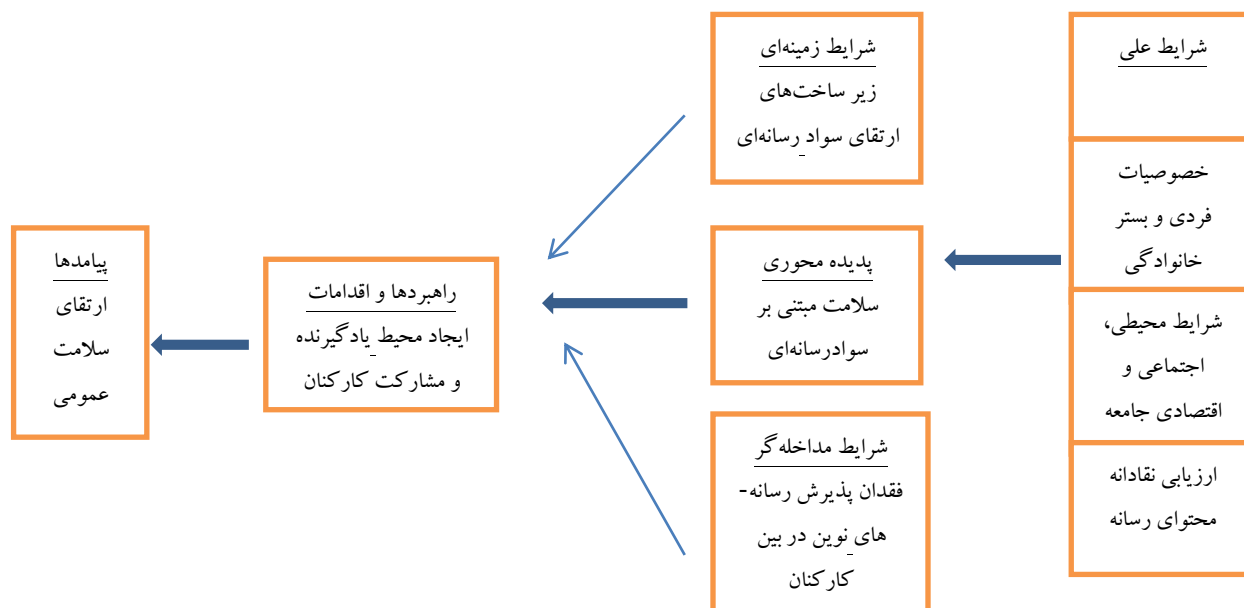 شرایط علی
خصوصیات
فردی و بستر
خانوادگی
شرایط محیطی،
اجتماعی و
اقتصادی جامعه
ارزیابی نقادانه
محتوای رسانه
شرایط زمینه‌ای
زیر ساخت‌های
ارتقای سواد رسانه‌ای
پدیده محوری
سلامت مبتنی بر
سوادرسانه‌ای
شرایط مداخله‌گر
فقدان پذیرش رسانه-
های نوین در بین
کارکنان
راهبردها و اقدامات
ایجاد محیط یادگیرنده
و مشارکت کارکنان
پیامدها
ارتقای
سلامت
عمومی